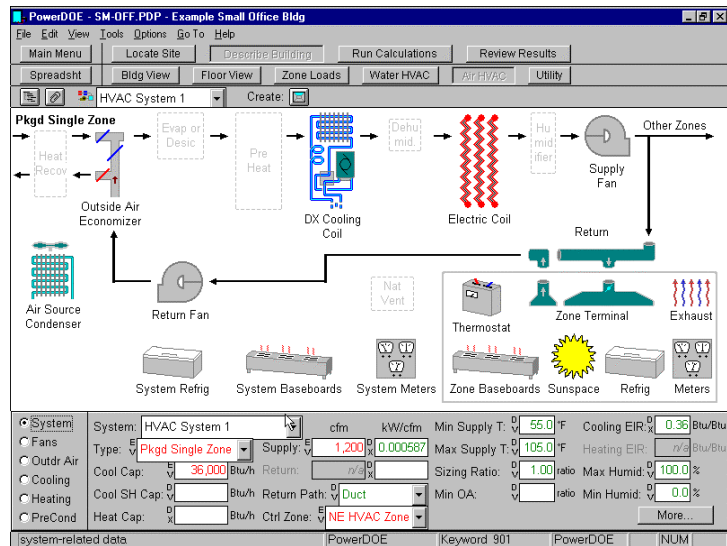 PowerDOE - SM-OFF.PDP - Example Small Office Bldg
File Edit View Tools Options Go To Help
Main Menu Locate Site Describe Building Run Calculations Review Results
Spreadsht Bldg View Floor View Zone Loads Water HVAC Air HVAC Utility
HVAC System 1 Create:
Pkgd Single Zone
Heat Recov
Evap or Desic
Pre Heat
Dehu mid.
Hu mid ifier
Other Zones
Supply Fan
Outside Air Economizer
DX Cooling Coil
Electric Coil
Return
Air Source Condenser
Return Fan
Nat Vent
Thermostat
Zone Terminal
Exhaust
System Refrig System Baseboards System Meters Zone Baseboards Sunspace Refrig Meters
System
Fans
Outdr Air
Cooling
Heating
PreCond
System: HVAC System 1 cfm kW/cfm Min Supply T: D V 55.0 °F Cooling EIR: D X 0.36 Btu/Btu
Type: E V Pkgd Single Zone Supply: E V 1,200 D X 0.000587 Max Supply T: D V 105.0 °F Heating EIR: n/a Btu/Btu
Cool Cap: E V 36,000 Btu/h Return: n/a D X Sizing Ratio: D V 1.00 ratio Max Humid: D V 100.0 %
Cool SH Cap: D V Btu/h Return Path: D V Duct Min OA: D V ratio Min Humid: D V 0.0 %
Heat Cap: D X Btu/h Ctrl Zone: E V NE HVAC Zone More...
system-related data PowerDOE Keyword 901 PowerDOE NUM